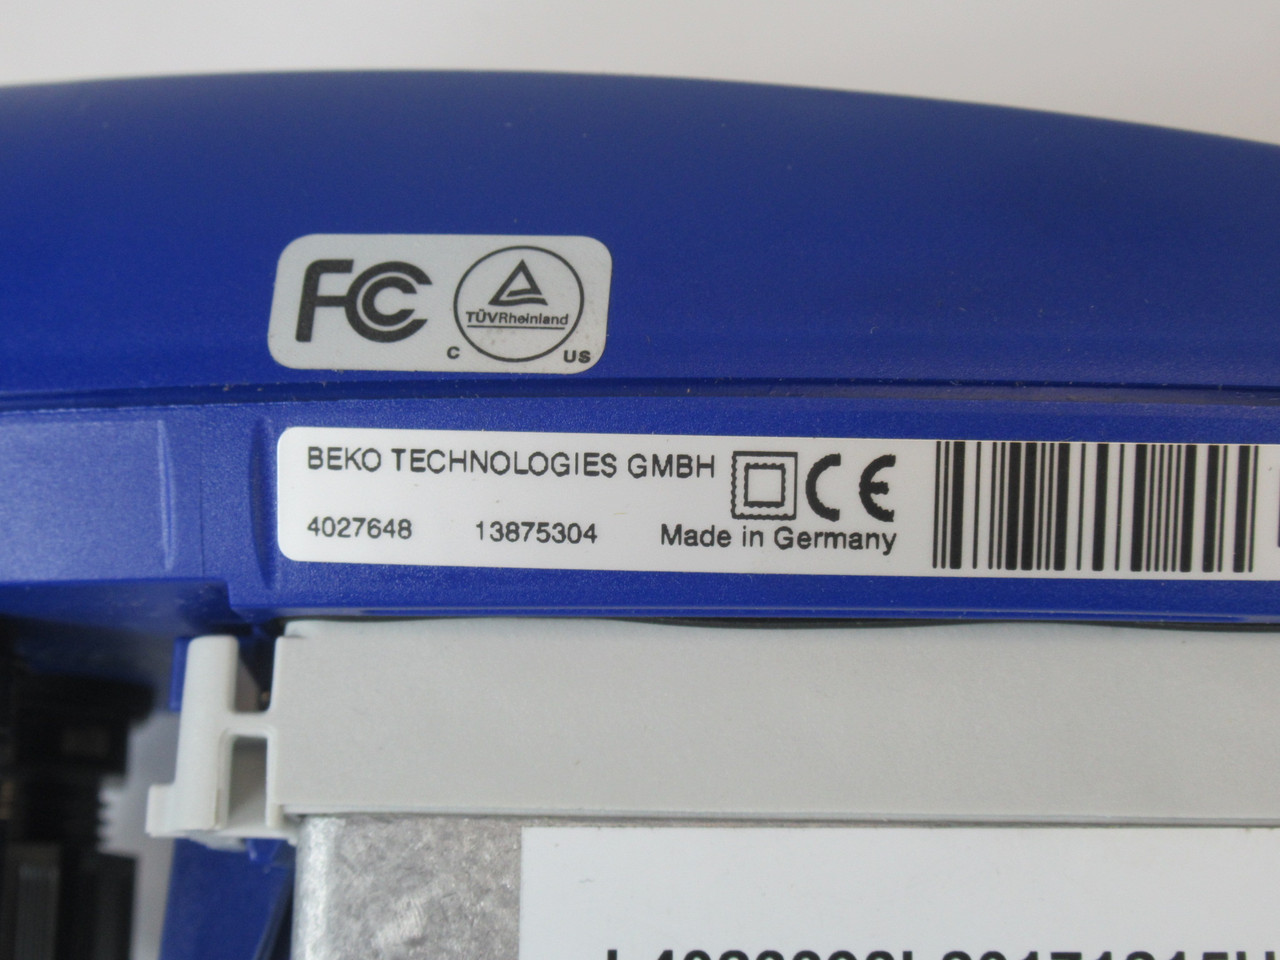 FC
TÜVRheinland
C US
BEKO TECHNOLOGIES GMBH CE
4027648 13875304 Made in Germany